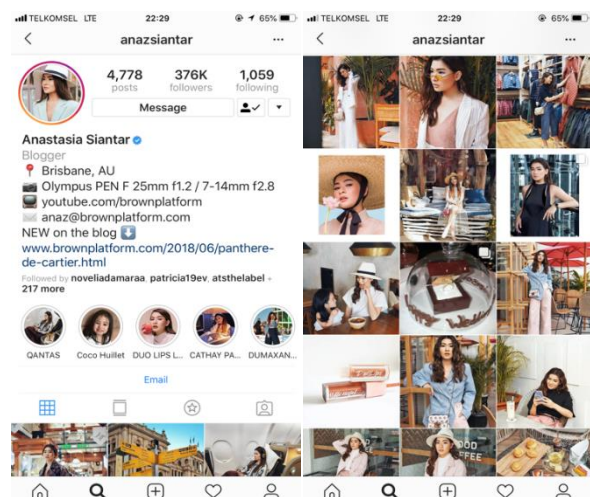 TELKOMSEL LTE 22:29 65%
anazsiantar
4,778 376K 1,059
posts followers following
Message
Anastasia Siantar
Blogger
Brisbane, AU
Olympus PEN F 25mm f1.2 / 7-14mm f2.8
youtube.com/brownplatform
anaz@brownplatform.com
NEW on the blog
www.brownplatform.com/2018/06/panthere-
de-cartier.html
Followed by noveliadamaraa, patricia19ev, atsthelabel +
217 more
QANTAS Coco Huillet DUO LIPS L... CATHAY PA... DUMAXAN...
Email
TELKOMSEL LTE 22:29 65%
anazsiantar